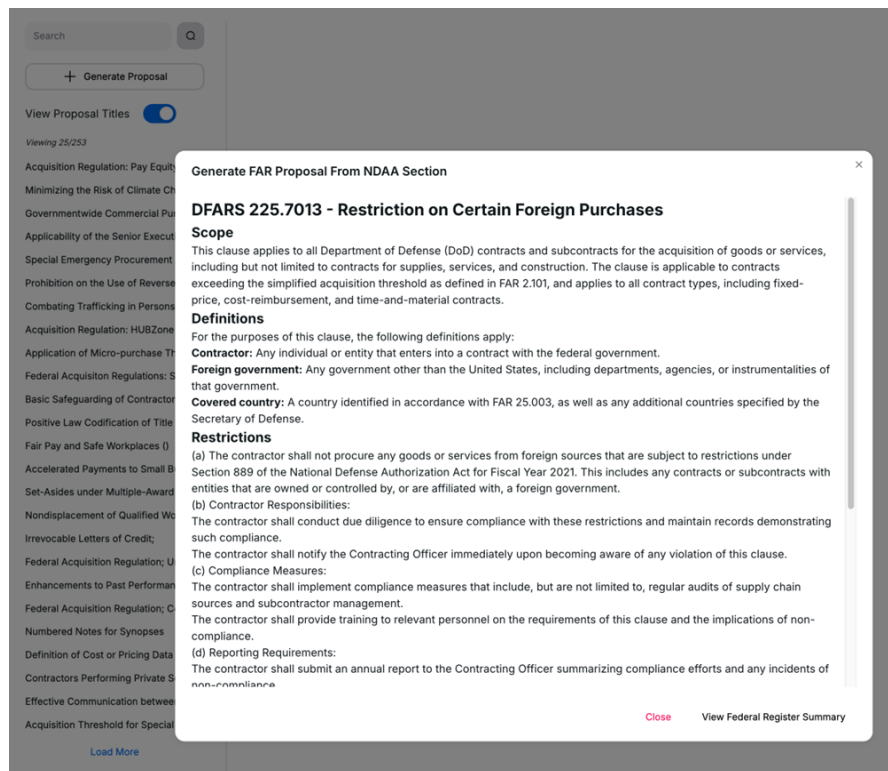 Search
Generate Proposal
View Proposal Titles
Viewing 25/253
Acquisition Regulation: Pay Equity
Minimizing the Risk of Climate
Governmentwide Commercial
Applicability of the Senior
Special Emergency Procurement
Prohibition on the Use of Reverse
Combating Trafficking in Persons
Acquisition Regulation: HUBZone
Application of Micro-purchase
Federal Acquisiton Regulations:
Basic Safeguarding of Contractor
Positive Law Codification of Title
Fair Pay and Safe Workplaces ()
Accelerated Payments to Small
Set-Asides under Multiple-Award
Nondisplacement of Qualified
Irrevocable Letters of Credit;
Federal Acquisition Regulation;
Enhancements to Past
Federal Acquisition Regulation;
Numbered Notes for Synopses
Definition of Cost or Pricing Data
Contractors Performing Private
Effective Communication
Acquisition Threshold for Special
Load More
Generate FAR Proposal From NDAA Section
×
DFARS 225.7013 - Restriction on Certain Foreign Purchases
Scope
This clause applies to all Department of Defense (DoD) contracts and subcontracts for the acquisition of goods or services,
including but not limited to contracts for supplies, services, and construction. The clause is applicable to contracts
exceeding the simplified acquisition threshold as defined in FAR 2.101, and applies to all contract types, including fixed-
price, cost-reimbursement, and time-and-material contracts.
Definitions
For the purposes of this clause, the following definitions apply:
Contractor: Any individual or entity that enters into a contract with the federal government.
Foreign government: Any government other than the United States, including departments, agencies, or instrumentalities of
that government.
Covered country: A country identified in accordance with FAR 25.003, as well as any additional countries specified by the
Secretary of Defense.
Restrictions
(a) The contractor shall not procure any goods or services from foreign sources that are subject to restrictions under
Section 889 of the National Defense Authorization Act for Fiscal Year 2021. This includes any contracts or subcontracts with
entities that are owned or controlled by, or are affiliated with, a foreign government.
(b) Contractor Responsibilities:
The contractor shall conduct due diligence to ensure compliance with these restrictions and maintain records demonstrating
such compliance.
The contractor shall notify the Contracting Officer immediately upon becoming aware of any violation of this clause.
(c) Compliance Measures:
The contractor shall implement compliance measures that include, but are not limited to, regular audits of supply chain
sources and subcontractor management.
The contractor shall provide training to relevant personnel on the requirements of this clause and the implications of non-
compliance.
(d) Reporting Requirements:
The contractor shall submit an annual report to the Contracting Officer summarizing compliance efforts and any incidents of
non-compliance
Close
View Federal Register Summary